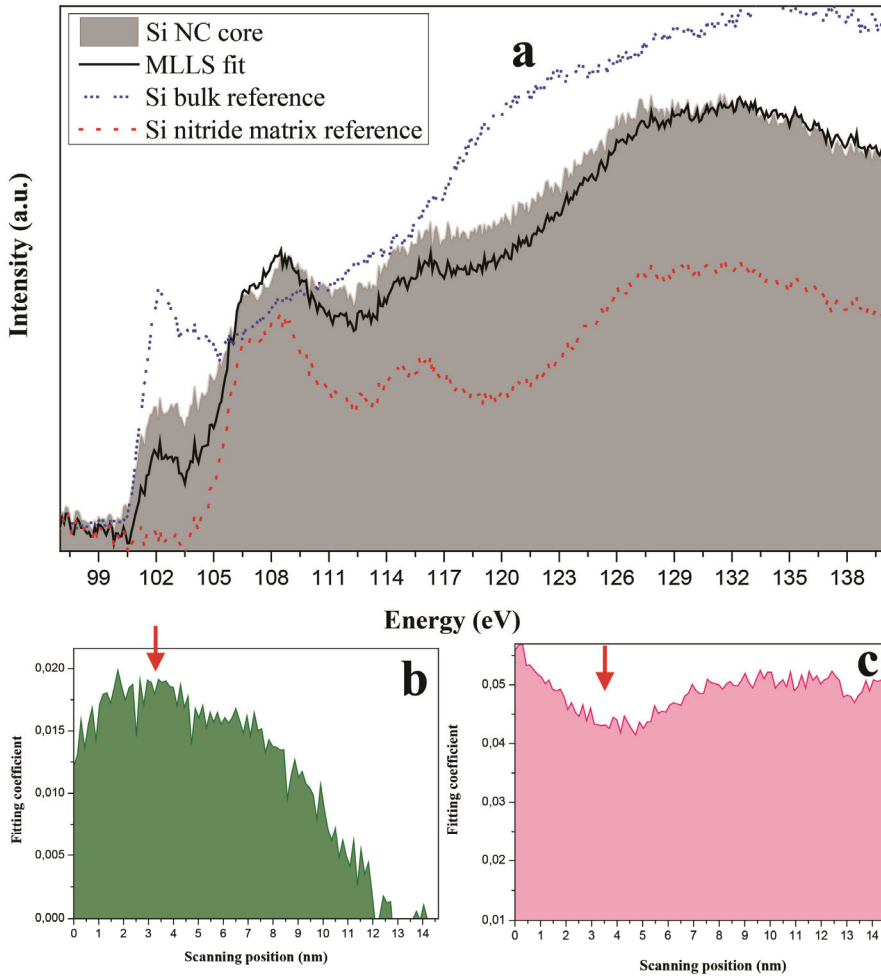 Si NC core
MLLS fit
Si bulk reference
Si nitride matrix reference
a
Intensity (a.u.)
99 102 105 108 111 114 117 120 123 126 129 132 135 138
Energy (eV)
b
0,020
0,015
0,010
0,005
0,000
Fitting coefficient
0 1 2 3 4 5 6 7 8 9 10 11 12 13 14
Scanning position (nm)
c
0,05
0,04
0,03
0,02
0,01
Fitting coefficient
0 1 2 3 4 5 6 7 8 9 10 11 12 13 14
Scanning position (nm)